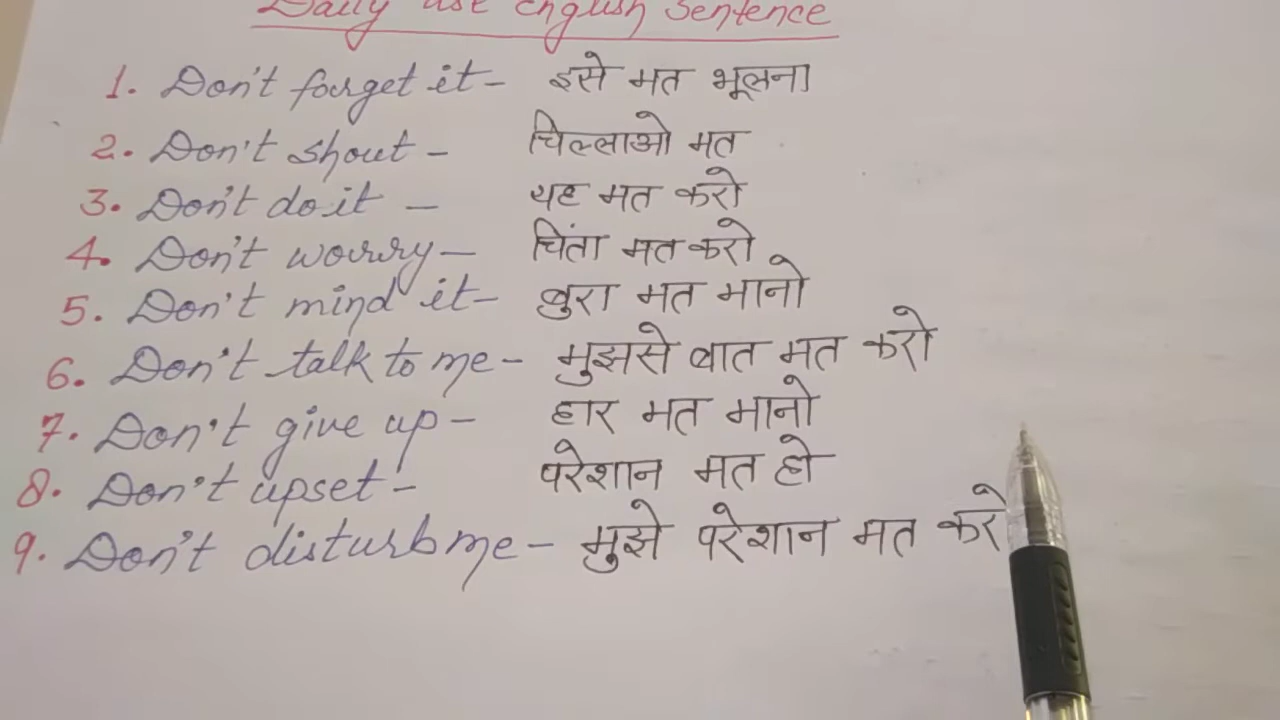 Daily use English Sentence
1. Don't forget it - इसे मत भूलना
2. Don't shout - चिल्लाओ मत
3. Don't do it - यह मत करो
4. Don't worry - चिंता मत करो
5. Don't mind it - बुरा मत मानो
6. Don't talk to me - मुझसे बात मत करो
7. Don't give up - हार मत मानो
8. Don't upset - परेशान मत हो
9. Don't disturb me - मुझे परेशान मत करो